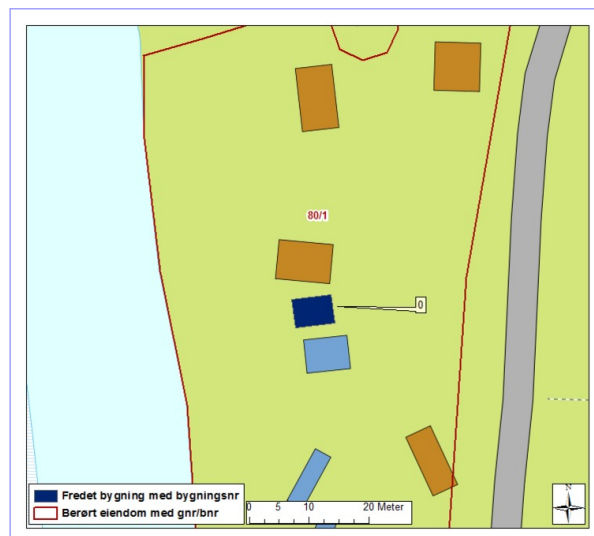 80/1
0
Fredet bygning med bygningsnr
Berørt eiendom med gnr/bnr
0 5 10 20 Meter
N